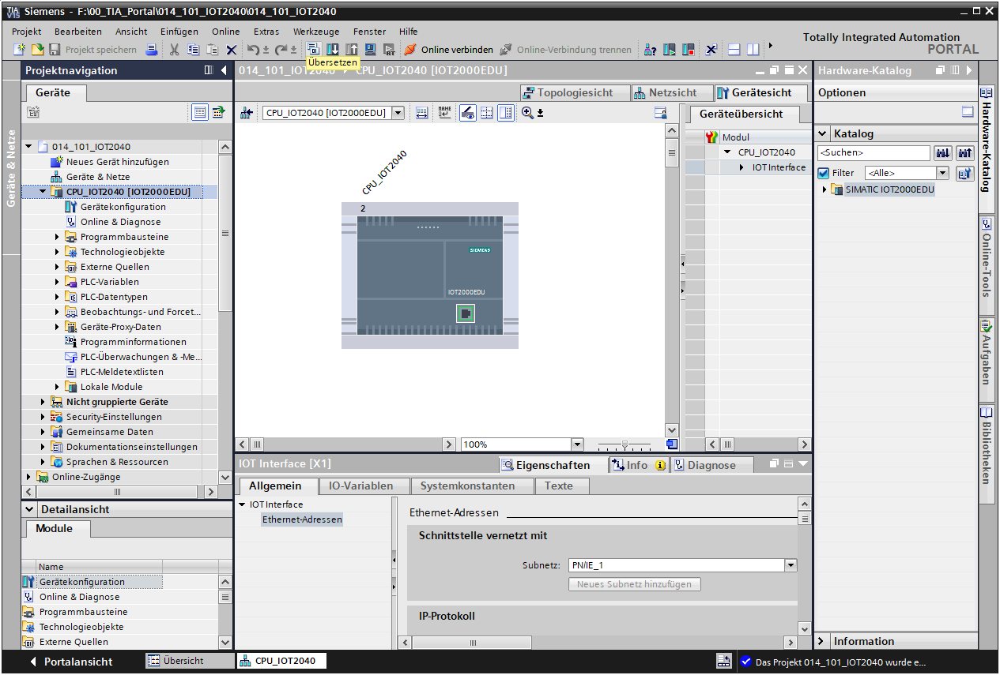 TIA
V15
Siemens - F:\00_TIA_Portal\014_101_IOT2040\014_101_IOT2040
Projekt Bearbeiten Ansicht Einfügen Online Extras Werkzeuge Fenster Hilfe
Totally Integrated Automation
PORTAL
Projekt speichern
Online verbinden
Online-Verbindung trennen
Übersetzen
Projektnavigation
014_101_IOT2040 CPU_IOT2040 [IOT2000EDU]
Hardware-Katalog
Geräte
Topologiesicht Netzsicht Gerätesicht
Optionen
CPU_IOT2040 [IOT2000EDU]
NAME
Geräteübersicht
Katalog
Modul
CPU_IOT2040
IOT Interface
<Suchen>
Filter <Alle>
SIMATIC IOT2000EDU
Geräte & Netze
014_101_IOT2040
Neues Gerät hinzufügen
Geräte & Netze
CPU_IOT2040 [IOT2000EDU]
Gerätekonfiguration
Online & Diagnose
Programmbausteine
Technologieobjekte
Externe Quellen
PLC-Variablen
PLC-Datentypen
Beobachtungs- und Forcet...
Geräte-Proxy-Daten
Programminformationen
PLC-Überwachungen & -Me...
PLC-Meldetextlisten
Lokale Module
Nicht gruppierte Geräte
Security-Einstellungen
Gemeinsame Daten
Dokumentationseinstellungen
Sprachen & Ressourcen
Online-Zugänge
CPU_IOT2040
2
SIEMENS
IOT2000EDU
100%
Hardware-Katalog
Online-Tools
Aufgaben
Bibliotheken
IOT Interface [X1]
Eigenschaften Info Diagnose
Allgemein IO-Variablen Systemkonstanten Texte
IOT Interface
Ethernet-Adressen
Ethernet-Adressen
Schnittstelle vernetzt mit
Subnetz: PN/IE_1
Neues Subnetz hinzufügen
IP-Protokoll
Detailansicht
Module
Name
Gerätekonfiguration
Online & Diagnose
Programmbausteine
Technologieobjekte
Externe Quellen
Information
Portalansicht
Übersicht
CPU_IOT2040
Das Projekt 014_101_IOT2040 wurde e...